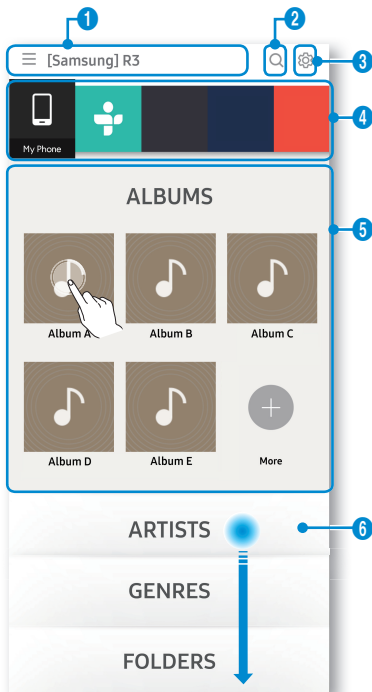 1
2
[Samsung] R3
3
4
My Phone
ALBUMS
5
Album A
Album B
Album C
Album D
Album E
More
ARTISTS
6
GENRES
FOLDERS